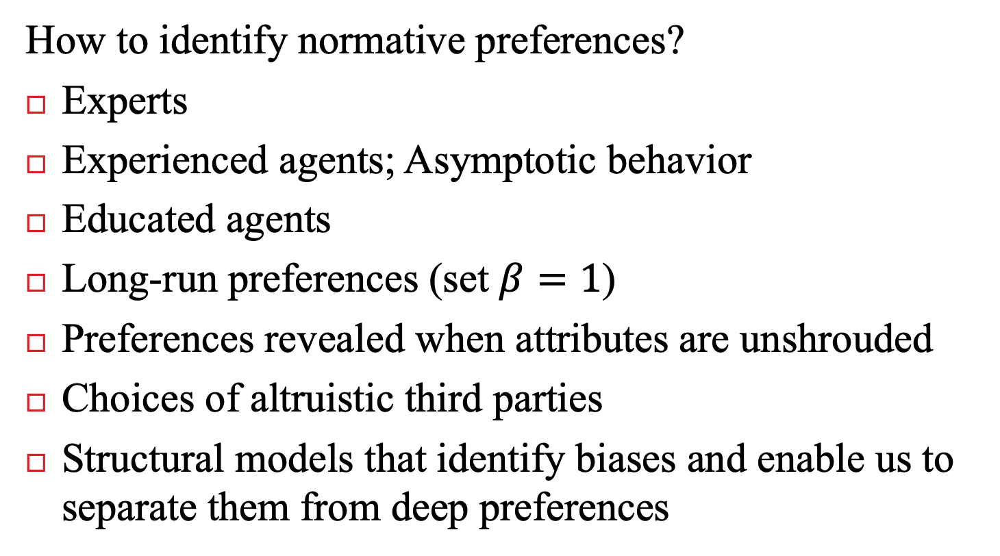 How to identify normative preferences?
□ Experts
□ Experienced agents; Asymptotic behavior
□ Educated agents
□ Long-run preferences (set β = 1)
□ Preferences revealed when attributes are unshrouded
□ Choices of altruistic third parties
□ Structural models that identify biases and enable us to
separate them from deep preferences